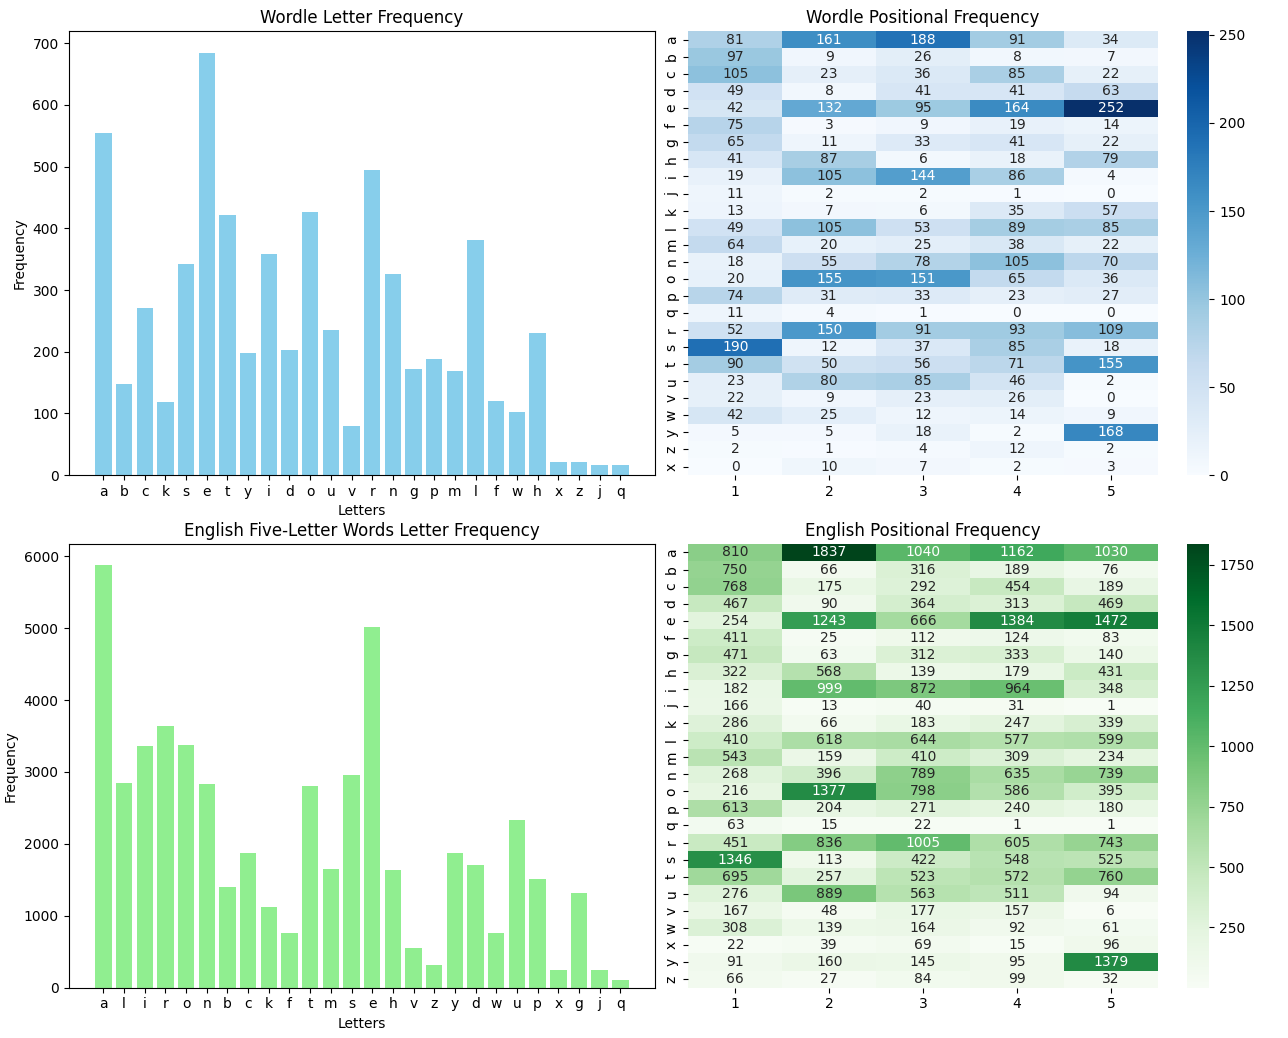 Wordle Letter Frequency
700
600
500
400
300
200
100
0
Frequency
a b c k s e t y i d o u v r n g p m l f w h x z j q
Letters
Wordle Positional Frequency
a 81 161 188 91 34
b 97 9 26 8 7
c 105 23 36 85 22
d 49 8 41 41 63
e 42 132 95 164 252
f 75 3 9 19 14
g 65 11 33 41 22
h 41 87 6 18 79
i 19 105 144 86 4
j 11 2 2 1 0
k 13 7 6 35 57
l 49 105 53 89 85
m 64 20 25 38 22
n 18 55 78 105 70
o 20 155 151 65 36
p 74 31 33 23 27
q 11 4 1 0 0
r 52 150 91 93 109
s 190 12 37 85 18
t 90 50 56 71 155
u 23 80 85 46 2
v 22 9 23 26 0
w 42 25 12 14 9
y 5 5 18 2 168
z 2 1 4 12 2
x 0 10 7 2 3
1 2 3 4 5
250
200
150
100
50
0
English Five-Letter Words Letter Frequency
6000
5000
4000
3000
2000
1000
0
Frequency
a l i r o n b c k f t m s e h v z y d w u p x g j q
Letters
English Positional Frequency
a 810 1837 1040 1162 1030
b 750 66 316 189 76
c 768 175 292 454 189
d 467 90 364 313 469
e 254 1243 666 1384 1472
f 411 25 112 124 83
g 471 63 312 333 140
h 322 568 139 179 431
i 182 999 872 964 348
j 166 13 40 31 1
k 286 66 183 247 339
l 410 618 644 577 599
m 543 159 410 309 234
n 268 396 789 635 739
o 216 1377 798 586 395
p 613 204 271 240 180
q 63 15 22 1 1
r 451 836 1005 605 743
s 1346 113 422 548 525
t 695 257 523 572 760
u 276 889 563 511 94
v 167 48 177 157 6
w 308 139 164 92 61
x 22 39 69 15 96
y 91 160 145 95 1379
z 66 27 84 99 32
1 2 3 4 5
1750
1500
1250
1000
750
500
250